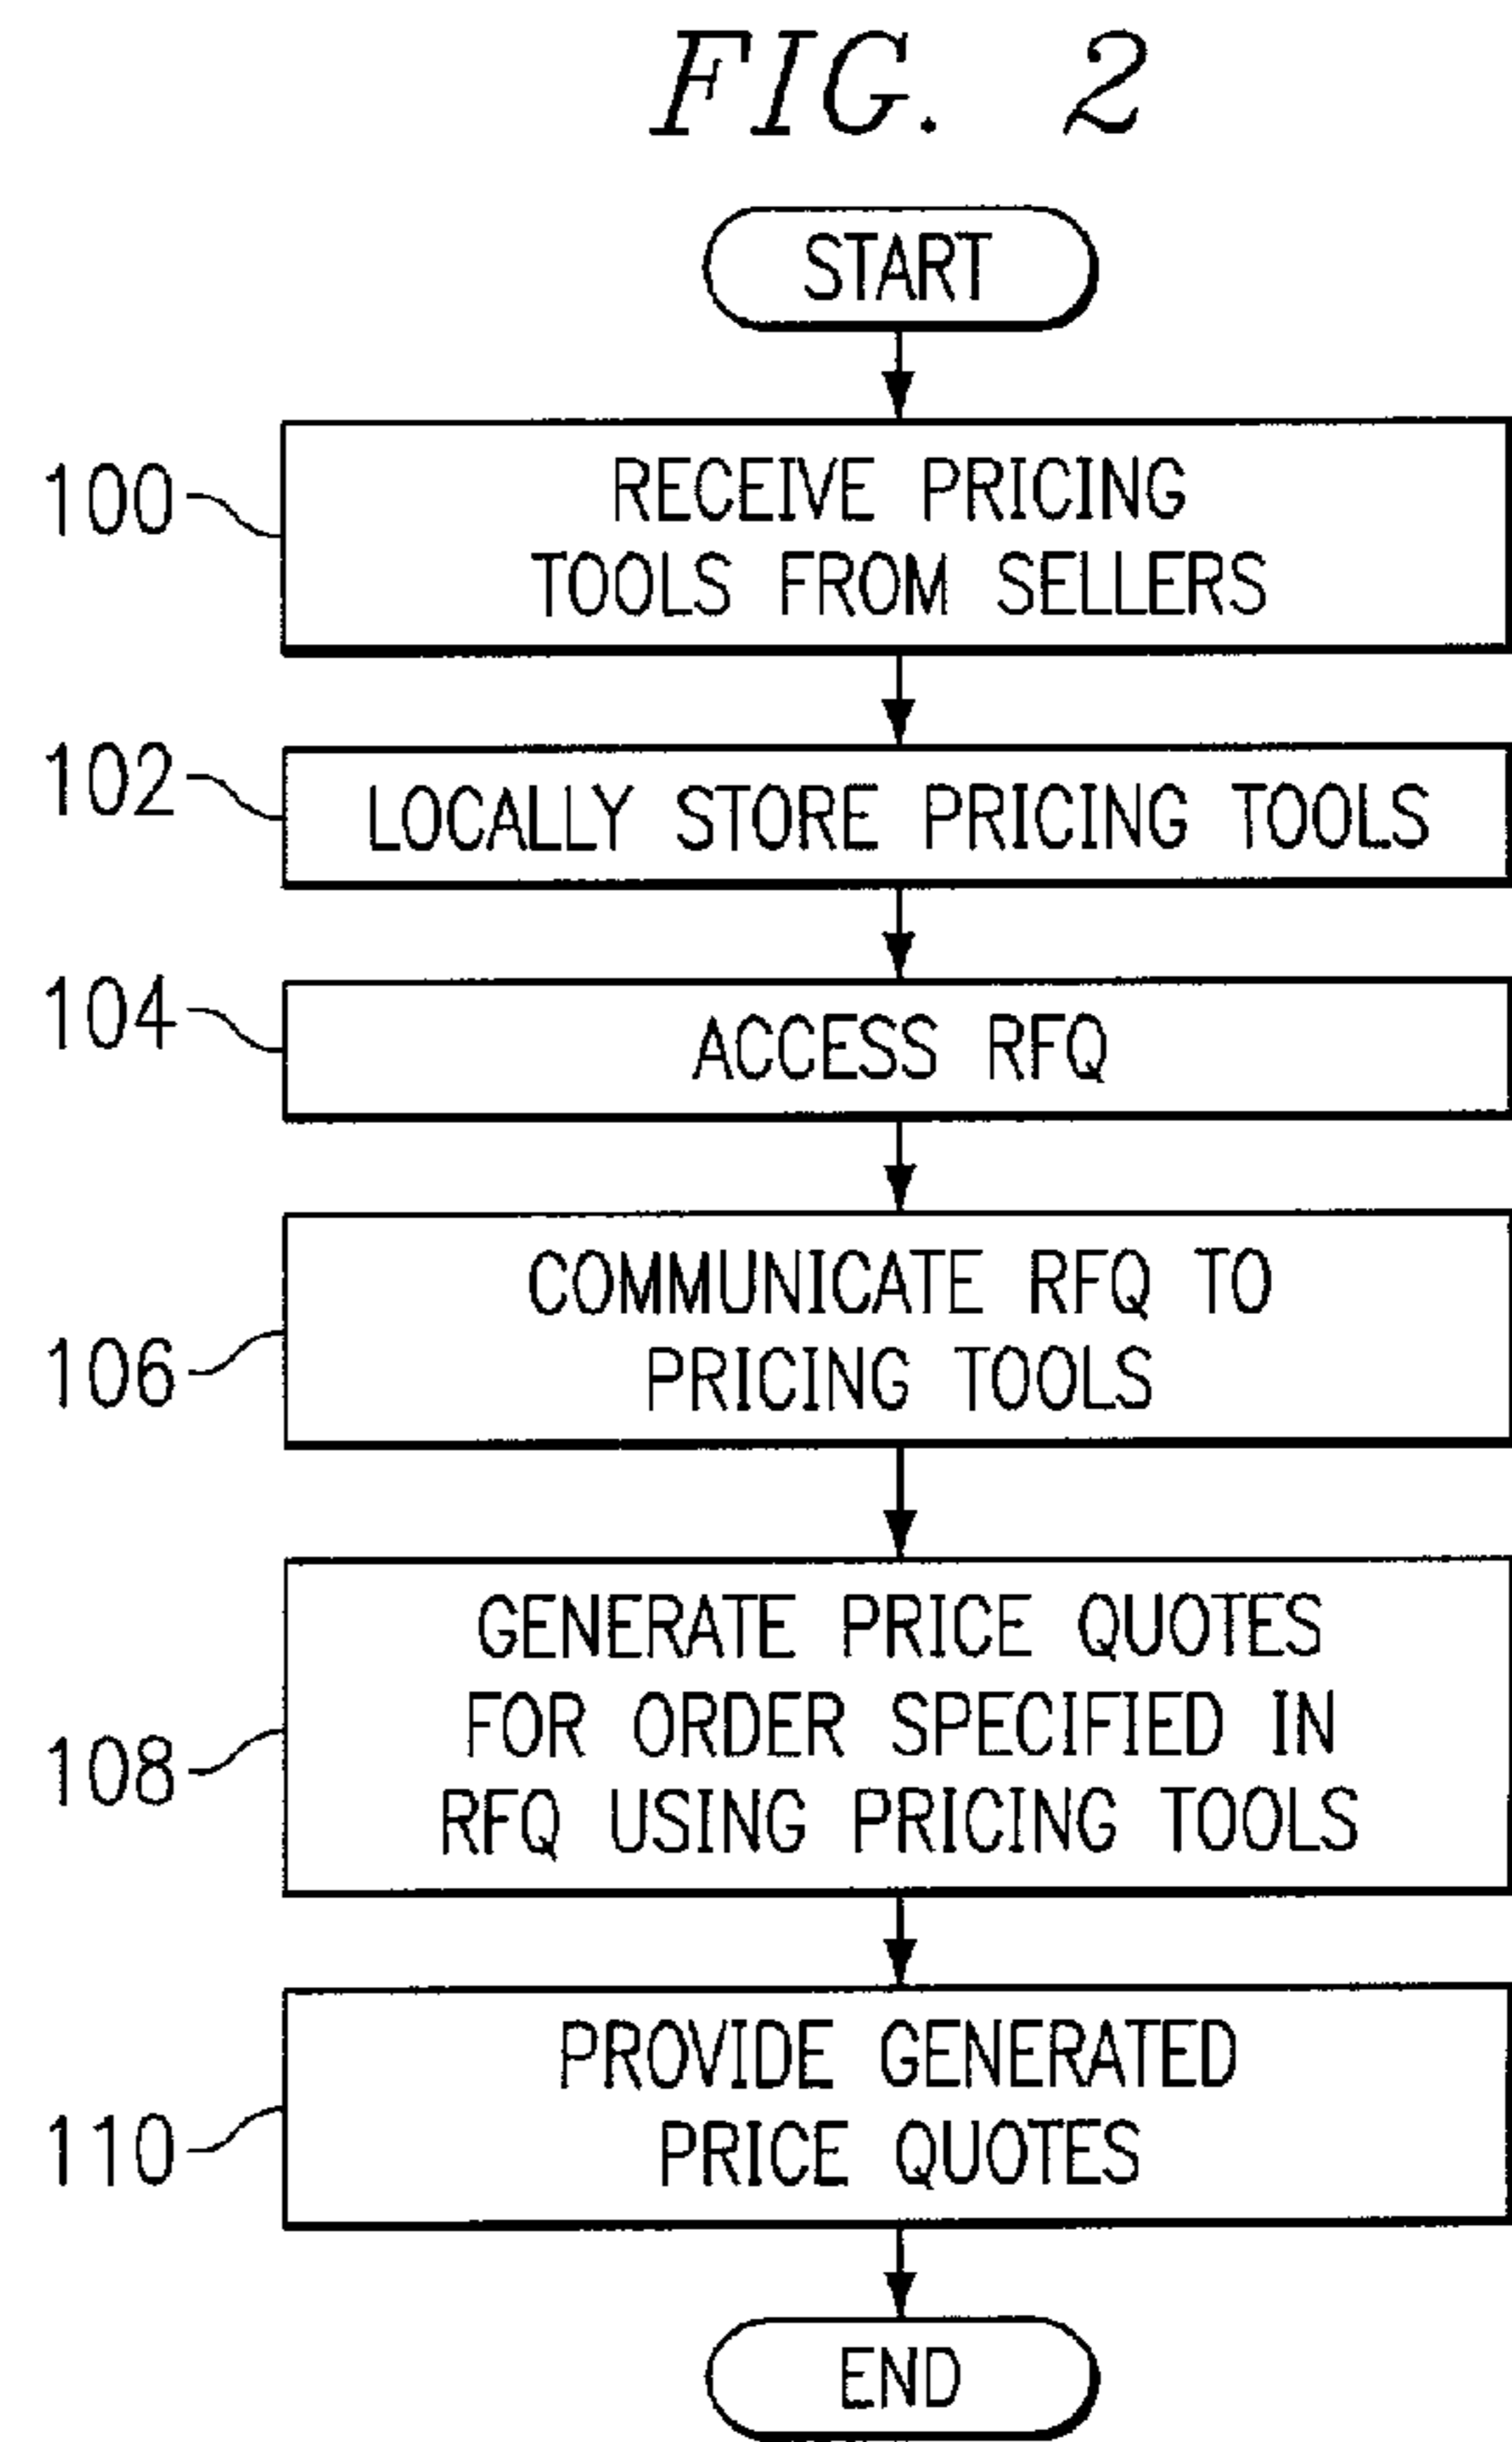 FIG. 2
START
100
RECEIVE PRICING
TOOLS FROM SELLERS
102
LOCALLY STORE PRICING TOOLS
104
ACCESS RFQ
COMMUNICATE RFQ TO
PRICING TOOLS
106
GENERATE PRICE QUOTES
FOR ORDER SPECIFIED IN
RFQ USING PRICING TOOLS
108
PROVIDE GENERATED
PRICE QUOTES
110
END